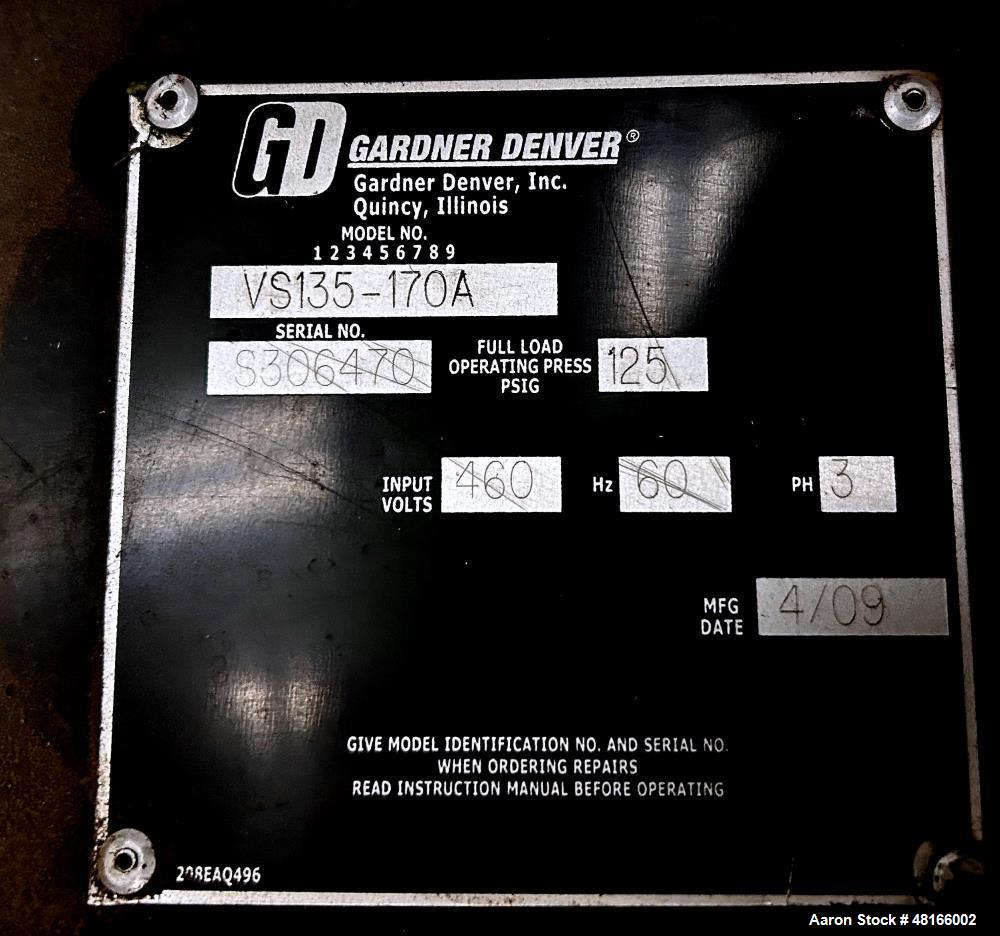 GD GARDNER DENVER®
Gardner Denver, Inc.
Quincy, Illinois
MODEL NO.
1 2 3 4 5 6 7 8 9
VS135-170A
SERIAL NO.
S306470
FULL LOAD
OPERATING PRESS
PSIG
125
INPUT
VOLTS
460
Hz 60
PH 3
MFG
DATE
4/09
GIVE MODEL IDENTIFICATION NO. AND SERIAL NO.
WHEN ORDERING REPAIRS
READ INSTRUCTION MANUAL BEFORE OPERATING
298EAQ496
Aaron Stock # 48166002